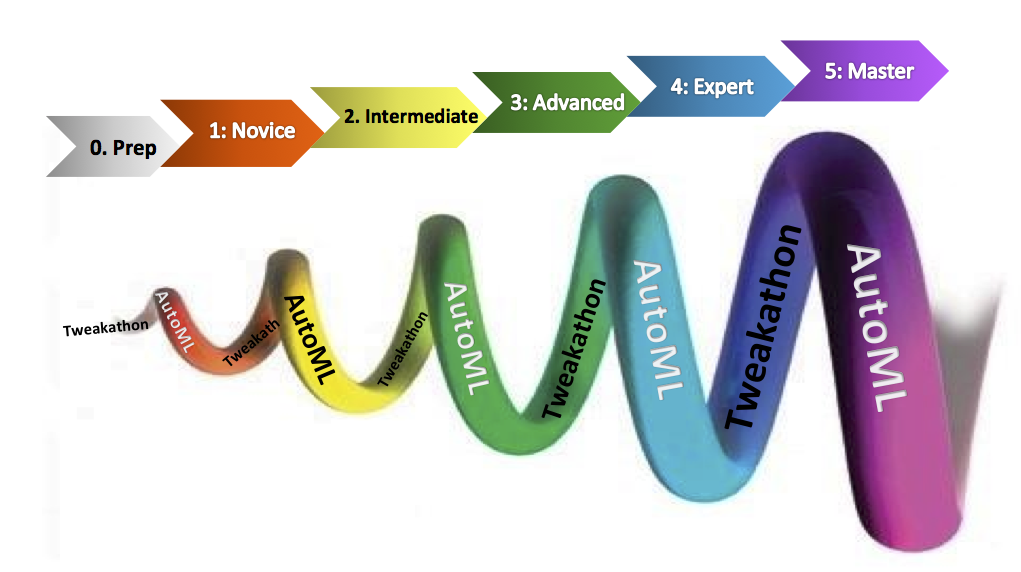 0. Prep
1: Novice
2. Intermediate
3: Advanced
4: Expert
5: Master
Tweakathon
AutoML
Tweakath
AutoML
Tweakathon
AutoML
Tweakathon
AutoML
Tweakathon
AutoML